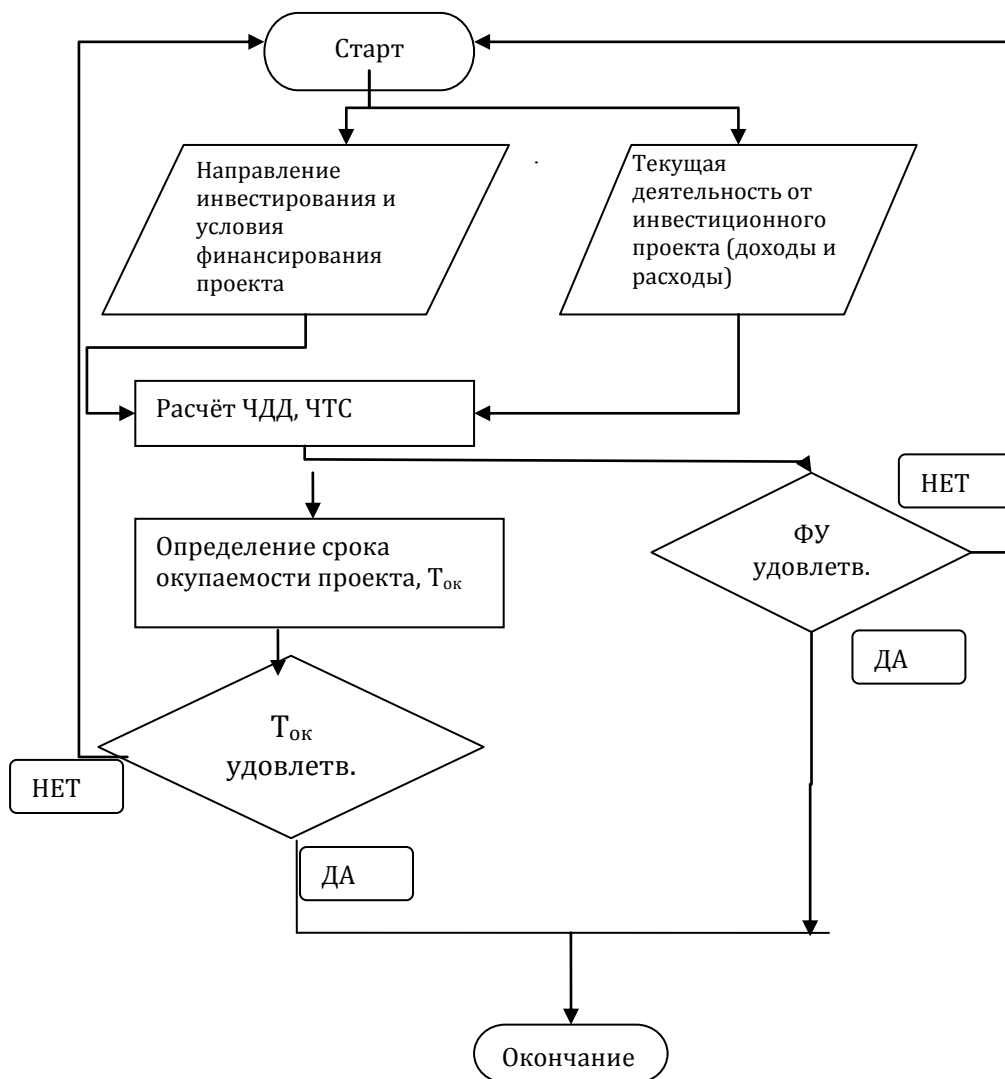 Старт
Направление
инвестирования и
условия
финансирования
проекта
Текущая
деятельность от
инвестиционного
проекта (доходы и
расходы)
Расчёт ЧДД, ЧТС
НЕТ
ФУ
удовлетв.
Определение срока
окупаемости проекта, Tок
ДА
Tок
удовлетв.
НЕТ
ДА
Окончание